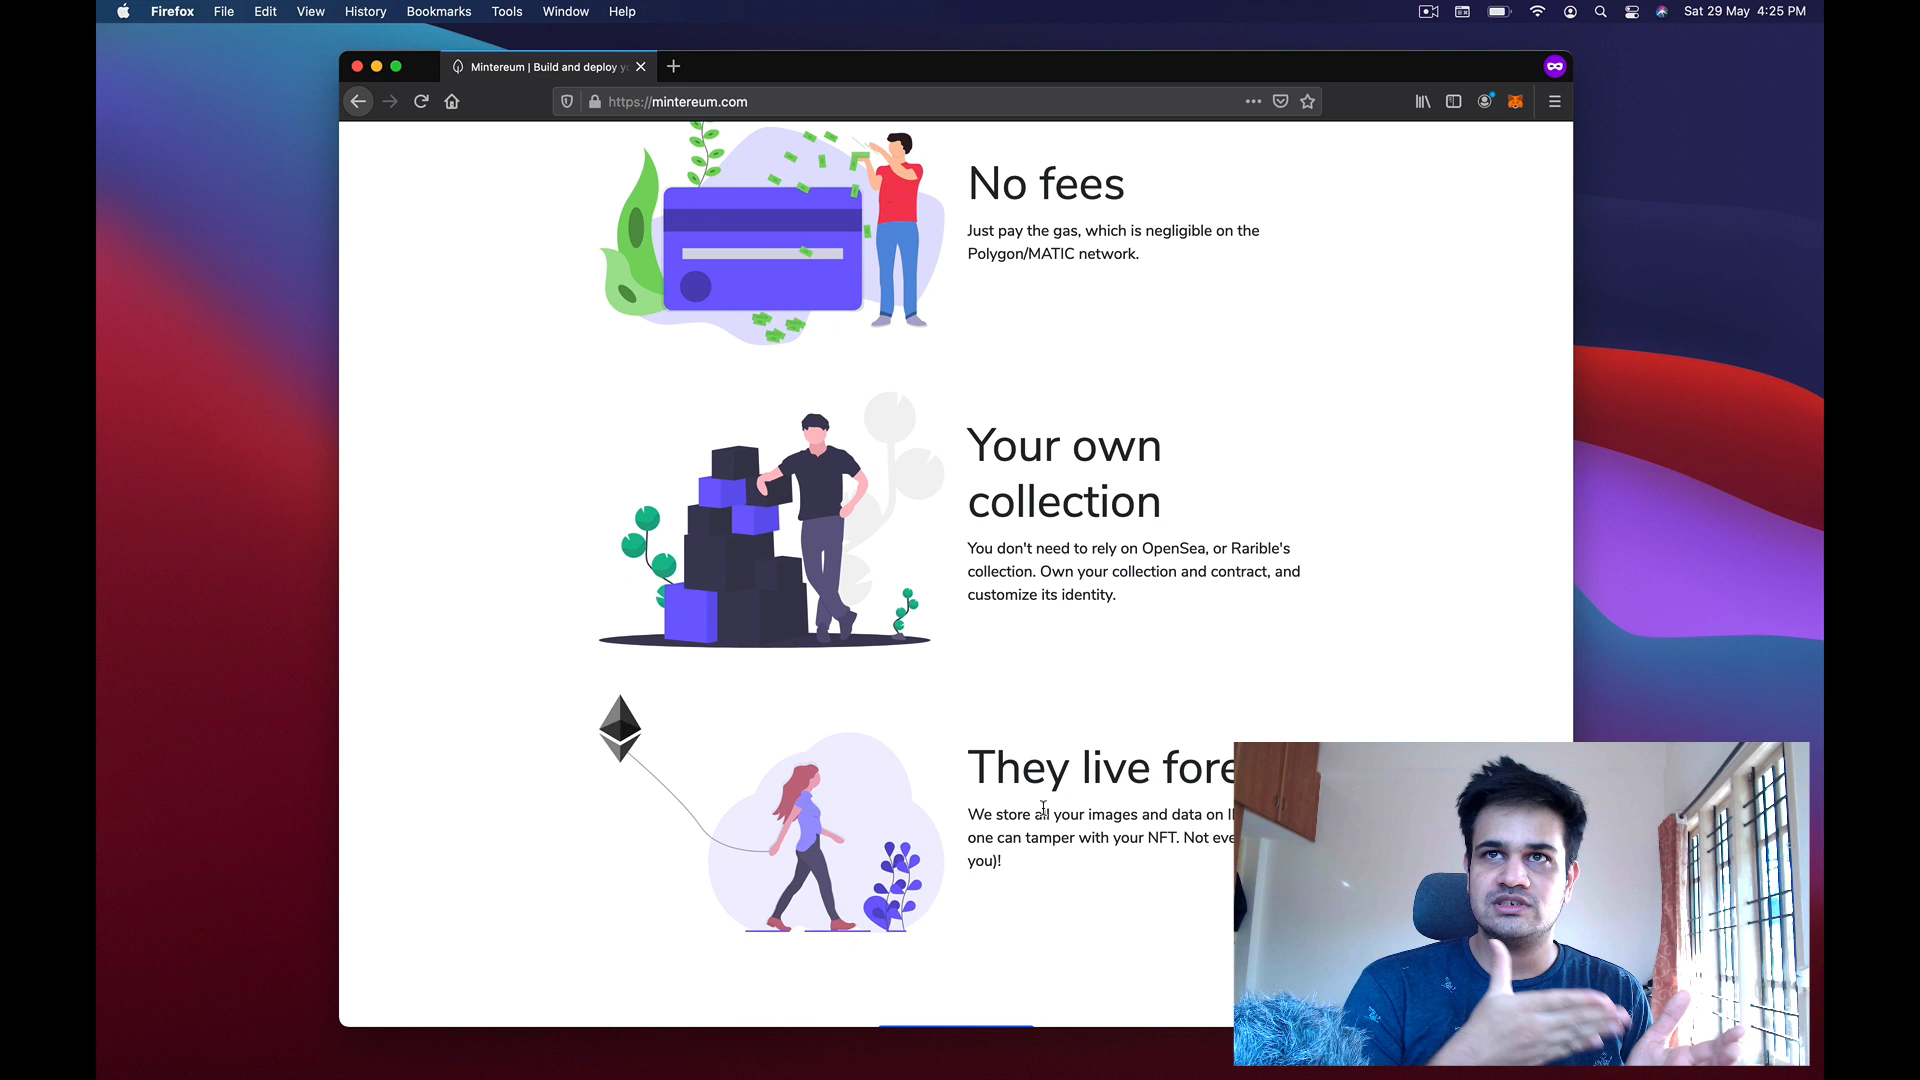 Firefox File Edit View History Bookmarks Tools Window Help
Sat 29 May 4:25 PM
Mintereum | Build and deploy
https://mintereum.com
No fees
Just pay the gas, which is negligible on the
Polygon/MATIC network.
Your own
collection
You don't need to rely on OpenSea, or Rarible's
collection. Own your collection and contract, and
customize its identity.
They live fore
We store all your images and data on
one can tamper with your NFT. Not eve
you)!